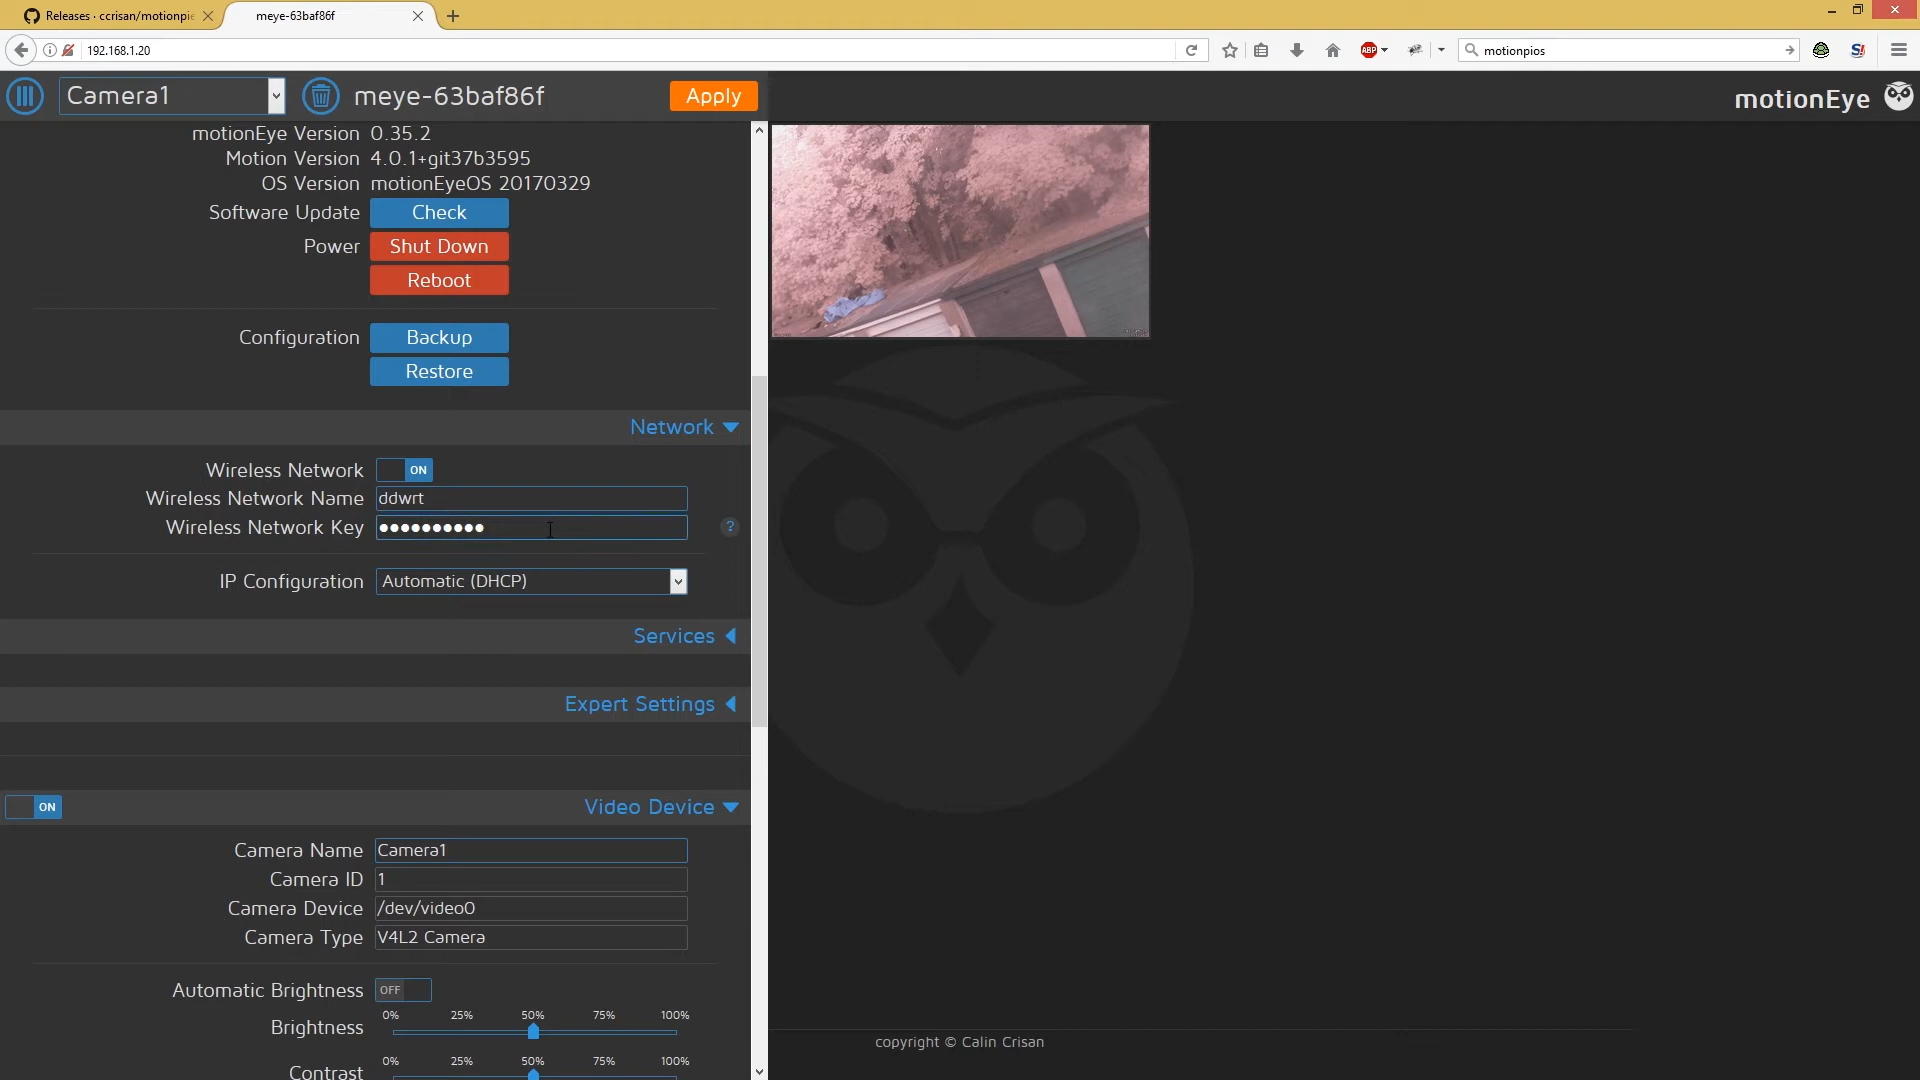 Releases · ccrisan/motionpie
meye-63baf86f
192.168.1.20
ABP
motionpios
S!
Camera1
meye-63baf86f
Apply
motionEye
motionEye Version 0.35.2
Motion Version 4.0.1+git37b3595
OS Version motionEyeOS 20170329
Software Update Check
Power Shut Down
Reboot
Configuration Backup
Restore
Network
Wireless Network ON
Wireless Network Name ddwrt
Wireless Network Key ●●●●●●●●●● ?
IP Configuration Automatic (DHCP)
Services
Expert Settings
ON Video Device
Camera Name Camera1
Camera ID 1
Camera Device /dev/video0
Camera Type V4L2 Camera
Automatic Brightness OFF
0% 25% 50% 75% 100%
Brightness
0% 25% 50% 75% 100%
Contrast
copyright © Calin Crisan